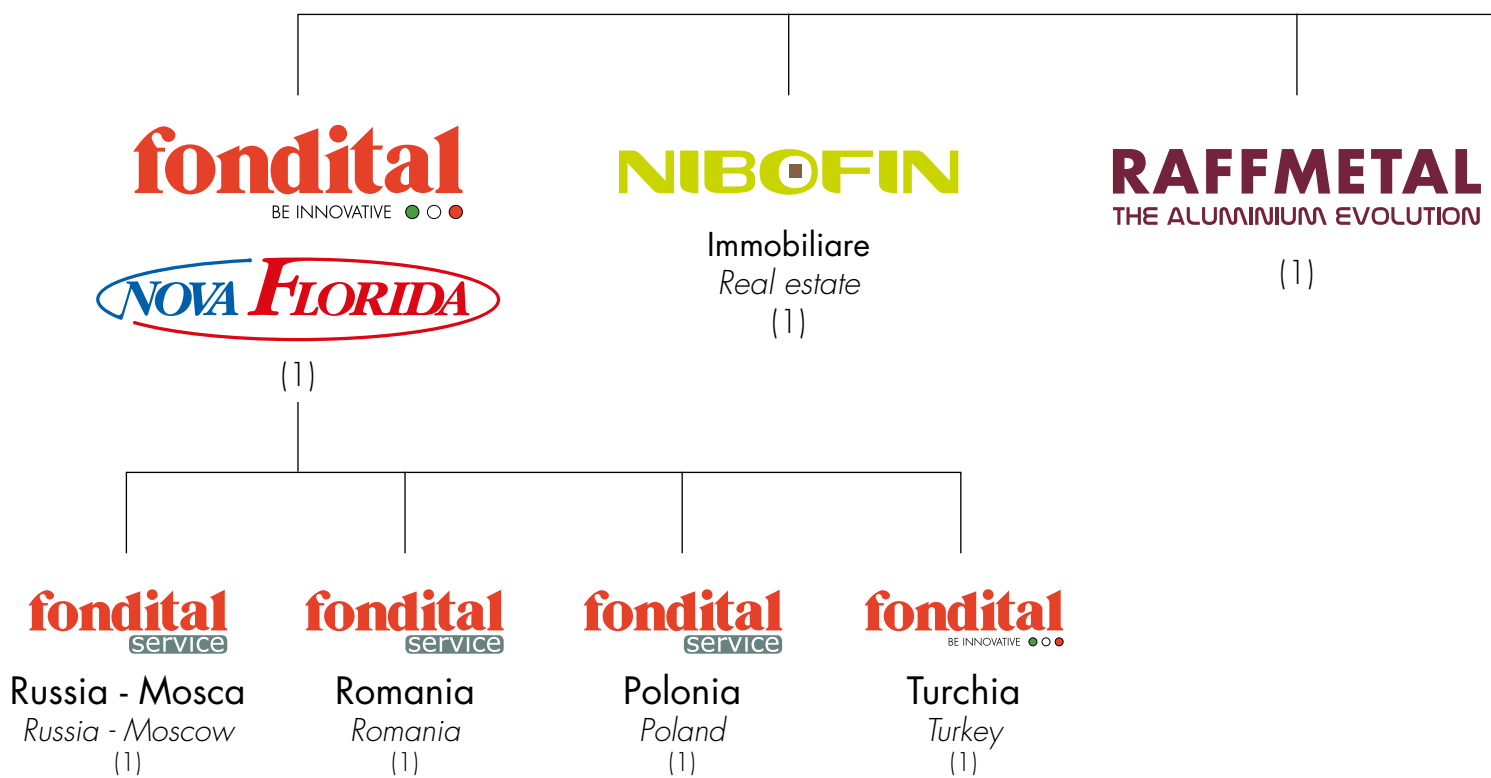 fondital
BE INNOVATIVE
NOVA FLORIDA
(1)
NIBOFIN
Immobiliare
Real estate
(1)
RAFFMETAL
THE ALUMINIUM EVOLUTION
(1)
fondital
service
Russia - Mosca
Russia - Moscow
(1)
fondital
service
Romania
Romania
(1)
fondital
service
Polonia
Poland
(1)
fondital
BE INNOVATIVE
Turchia
Turkey
(1)